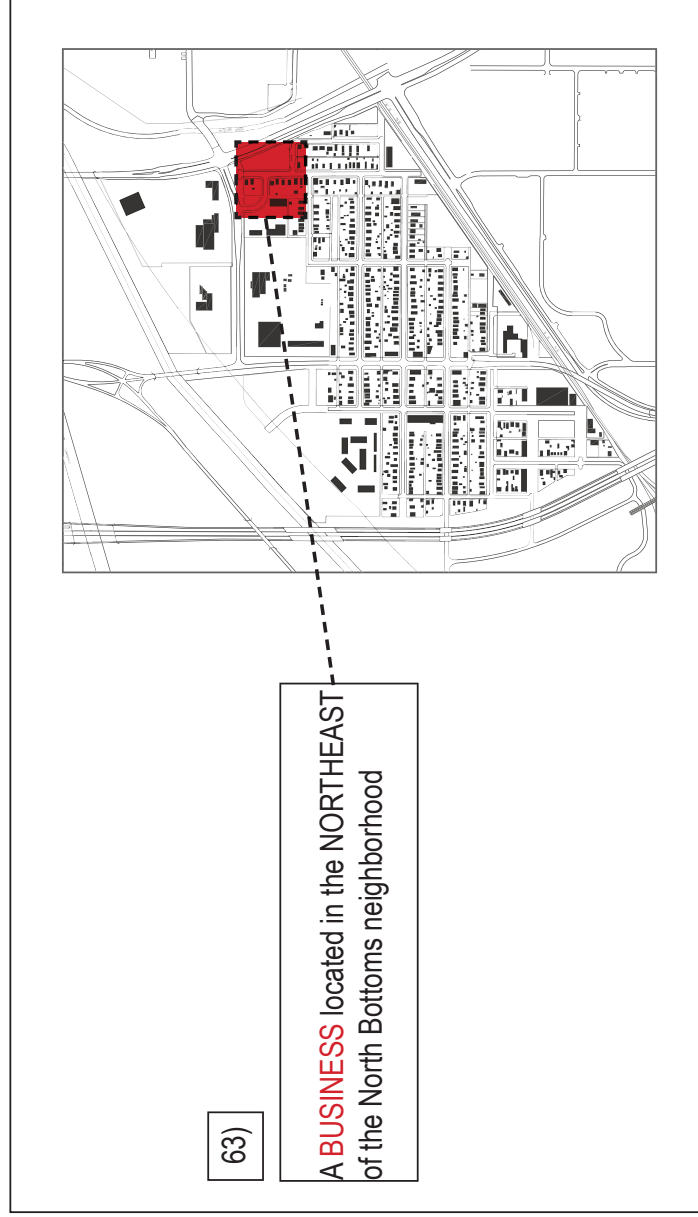 63)
A BUSINESS located in the NORTHEAST
of the North Bottoms neighborhood